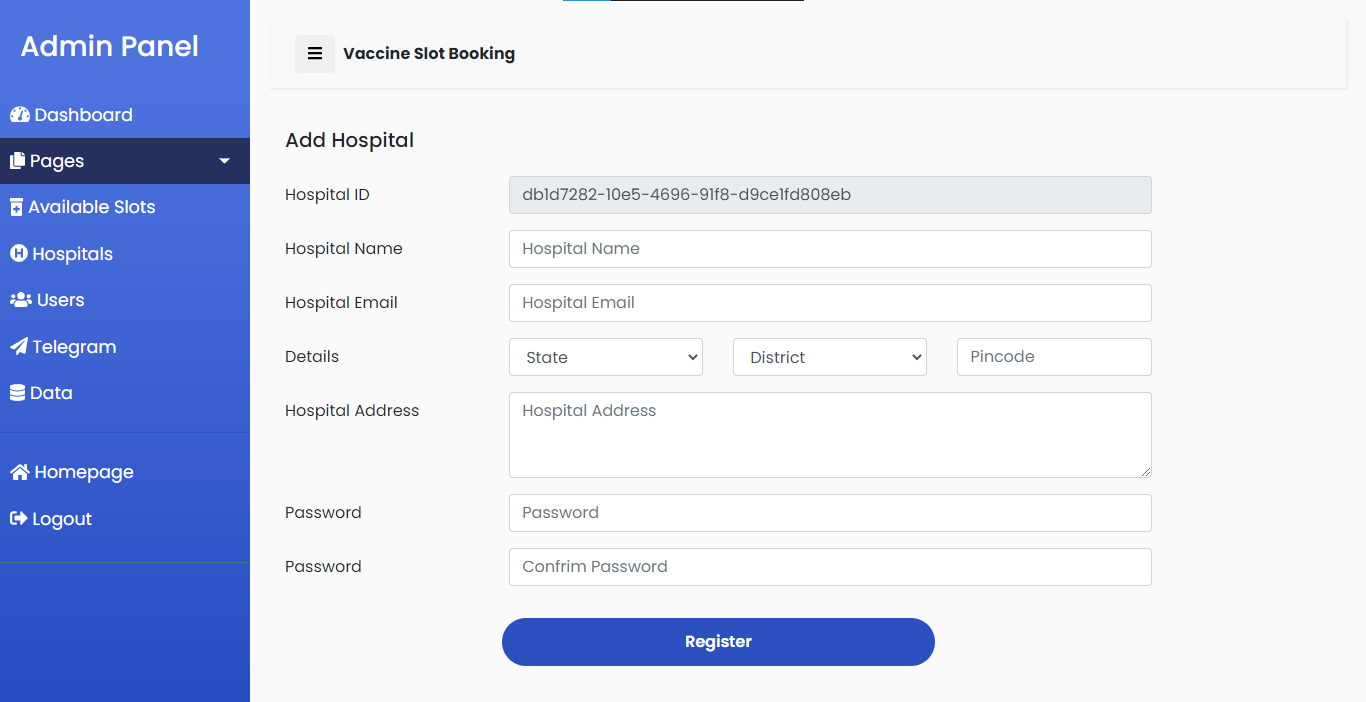 Admin Panel
Dashboard
Pages
Available Slots
Hospitals
Users
Telegram
Data
Homepage
Logout
Vaccine Slot Booking
Add Hospital
Hospital ID db1d7282-10e5-4696-91f8-d9ce1fd808eb
Hospital Name Hospital Name
Hospital Email Hospital Email
Details State District Pincode
Hospital Address Hospital Address
Password Password
Password Confrim Password
Register